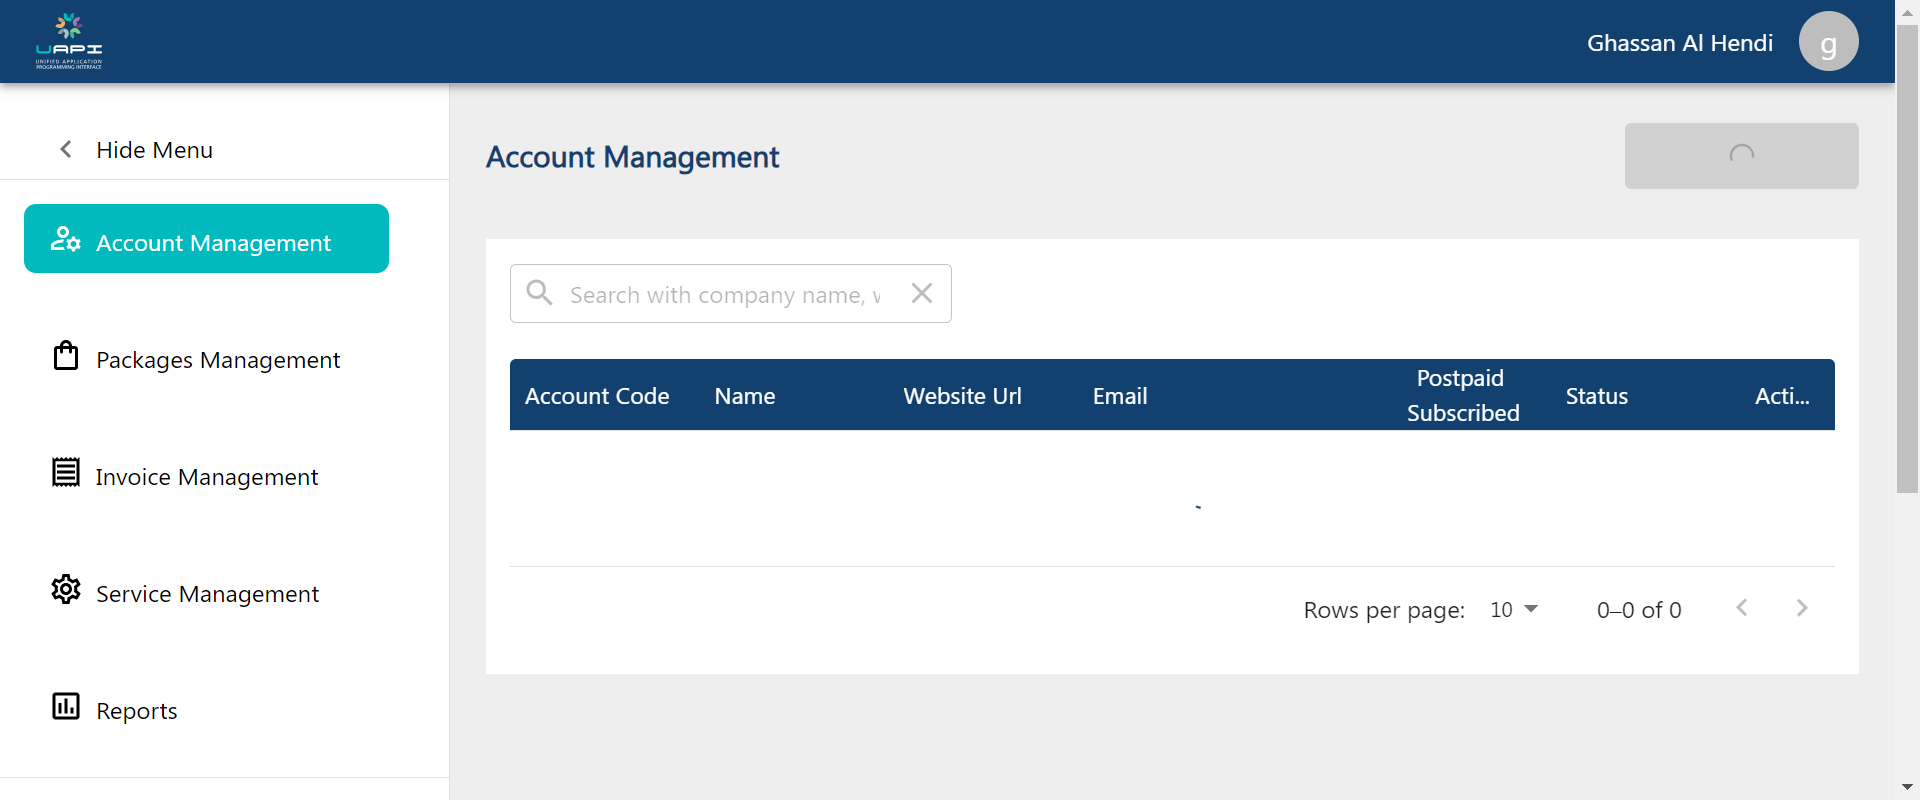 UAPI
UNIFIED APPLICATION
PROGRAMMING INTERFACE
Ghassan Al Hendi
g
Hide Menu
Account Management
Packages Management
Invoice Management
Service Management
Reports
Account Management
Search with company name,
Account Code
Name
Website Url
Email
Postpaid
Subscribed
Status
Acti...
Rows per page:
10
0–0 of 0